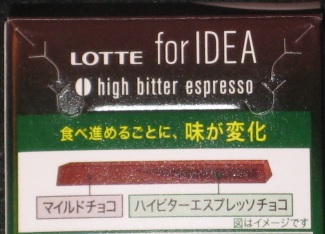 LOTTE for IDEA
high bitter espresso
食べ進めるごとに、味が変化
マイルドチョコ ハイビターエスプレッソチョコ
図はイメージです